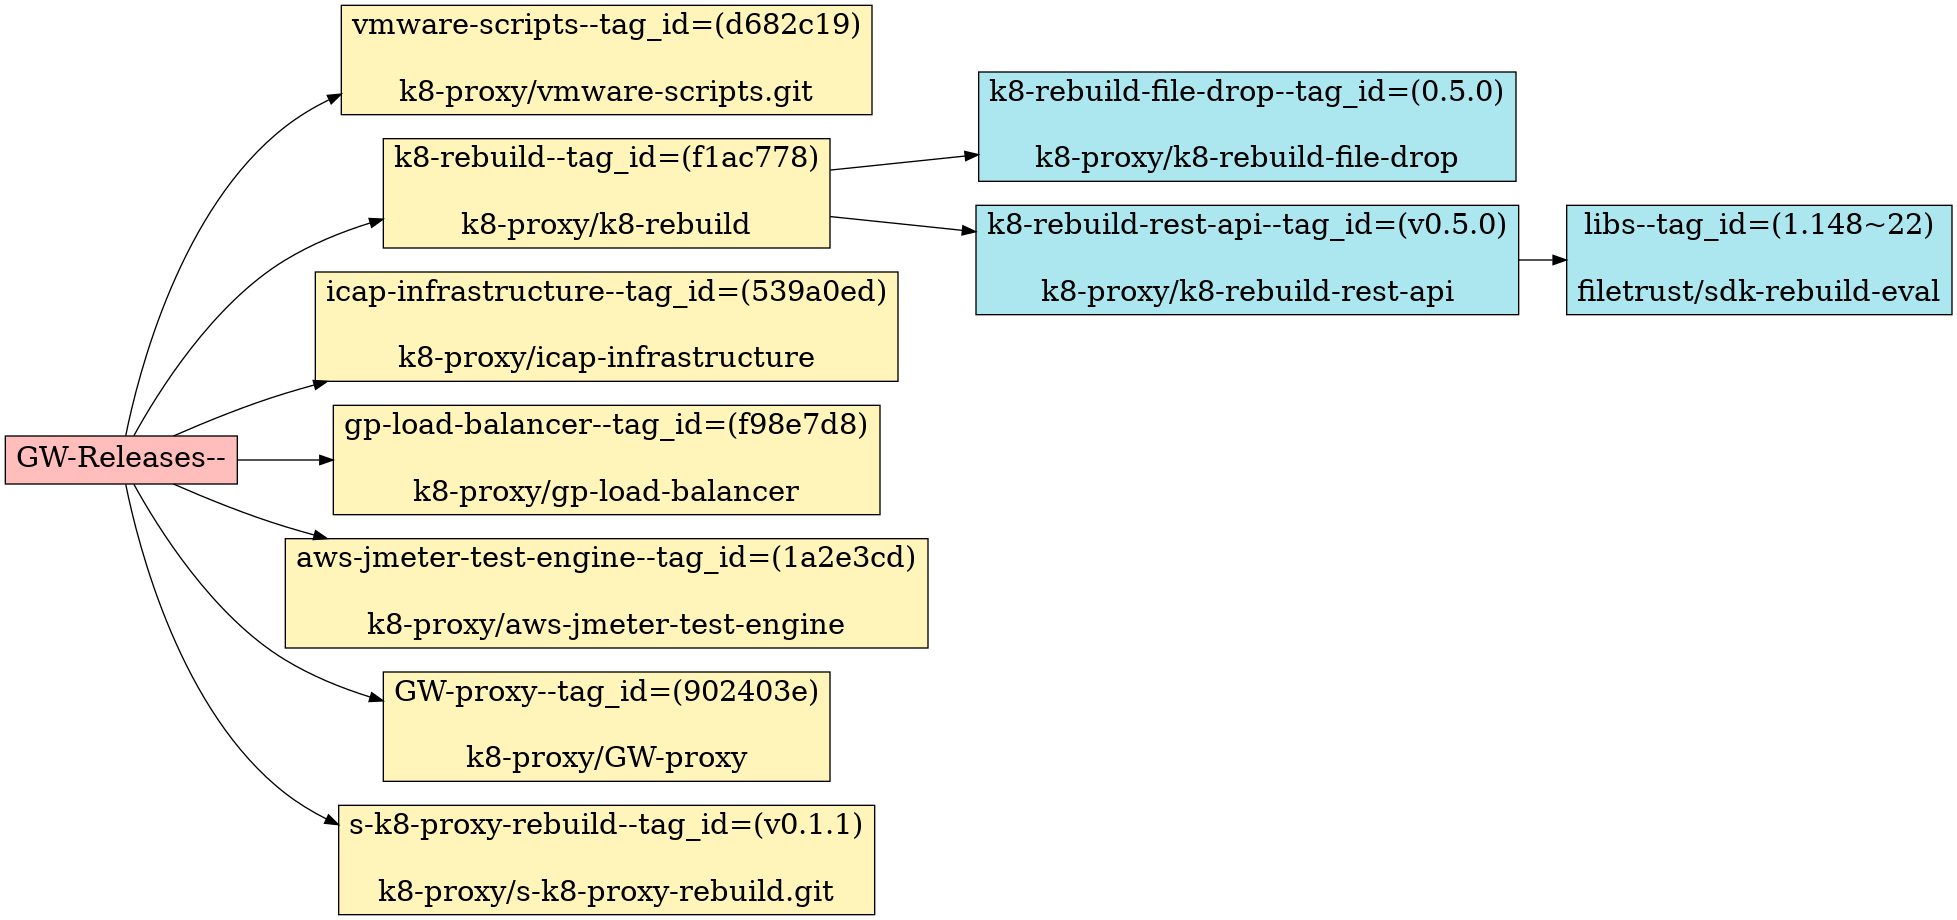 vmware-scripts--tag_id=(d682c19)
k8-proxy/vmware-scripts.git
k8-rebuild-file-drop--tag_id=(0.5.0)
k8-proxy/k8-rebuild-file-drop
k8-rebuild--tag_id=(f1ac778)
k8-proxy/k8-rebuild
k8-rebuild-rest-api--tag_id=(v0.5.0)
k8-proxy/k8-rebuild-rest-api
libs--tag_id=(1.148~22)
filetrust/sdk-rebuild-eval
icap-infrastructure--tag_id=(539a0ed)
k8-proxy/icap-infrastructure
GW-Releases--
gp-load-balancer--tag_id=(f98e7d8)
k8-proxy/gp-load-balancer
aws-jmeter-test-engine--tag_id=(1a2e3cd)
k8-proxy/aws-jmeter-test-engine
GW-proxy--tag_id=(902403e)
k8-proxy/GW-proxy
s-k8-proxy-rebuild--tag_id=(v0.1.1)
k8-proxy/s-k8-proxy-rebuild.git